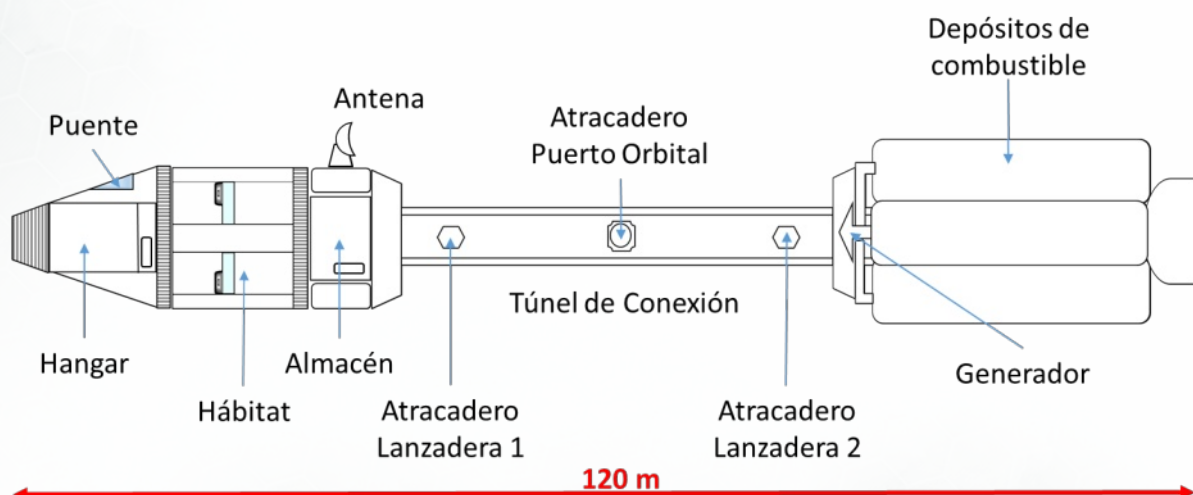 Depósitos de
combustible
Antena
Puente
Atracadero
Puerto Orbital
Túnel de Conexión
Hangar
Almacén
Generador
Hábitat
Atracadero
Lanzadera 1
Atracadero
Lanzadera 2
120 m